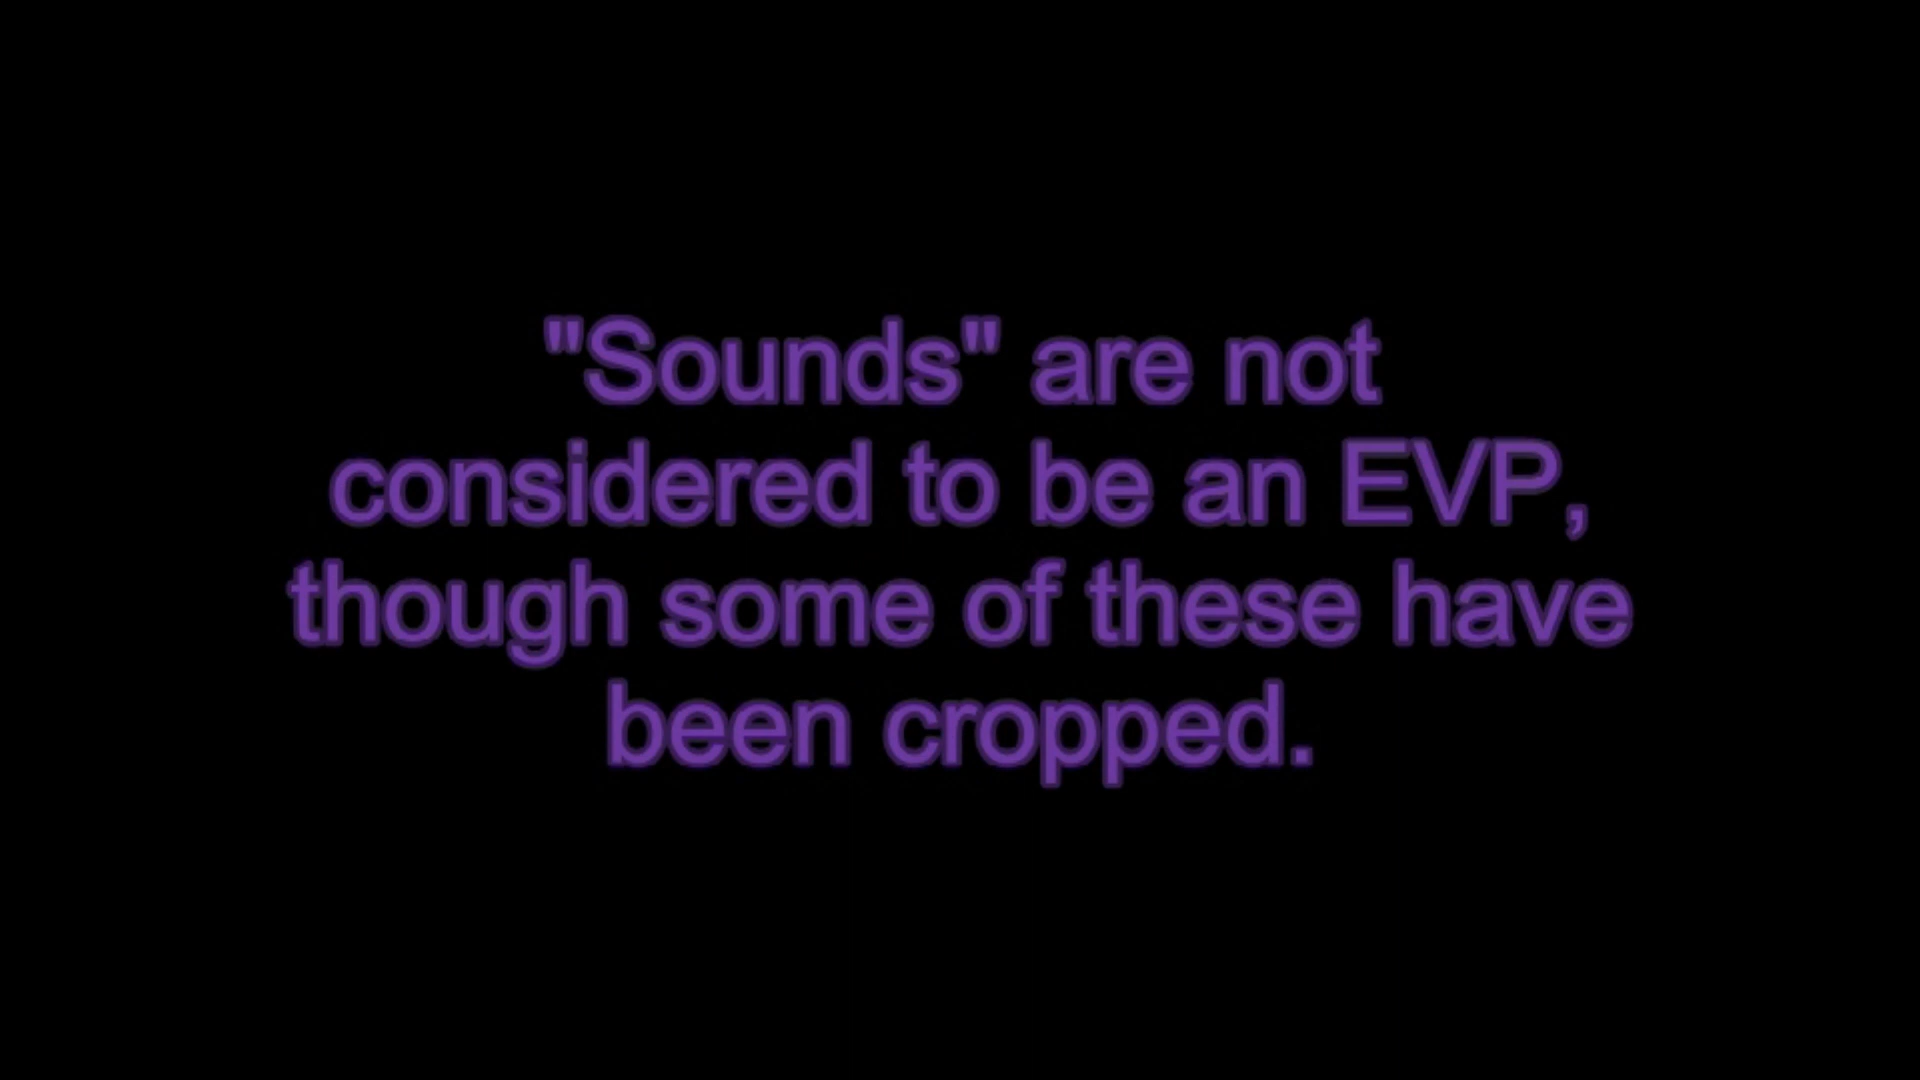 "Sounds" are not
considered to be an EVP,
though some of these have
been cropped.